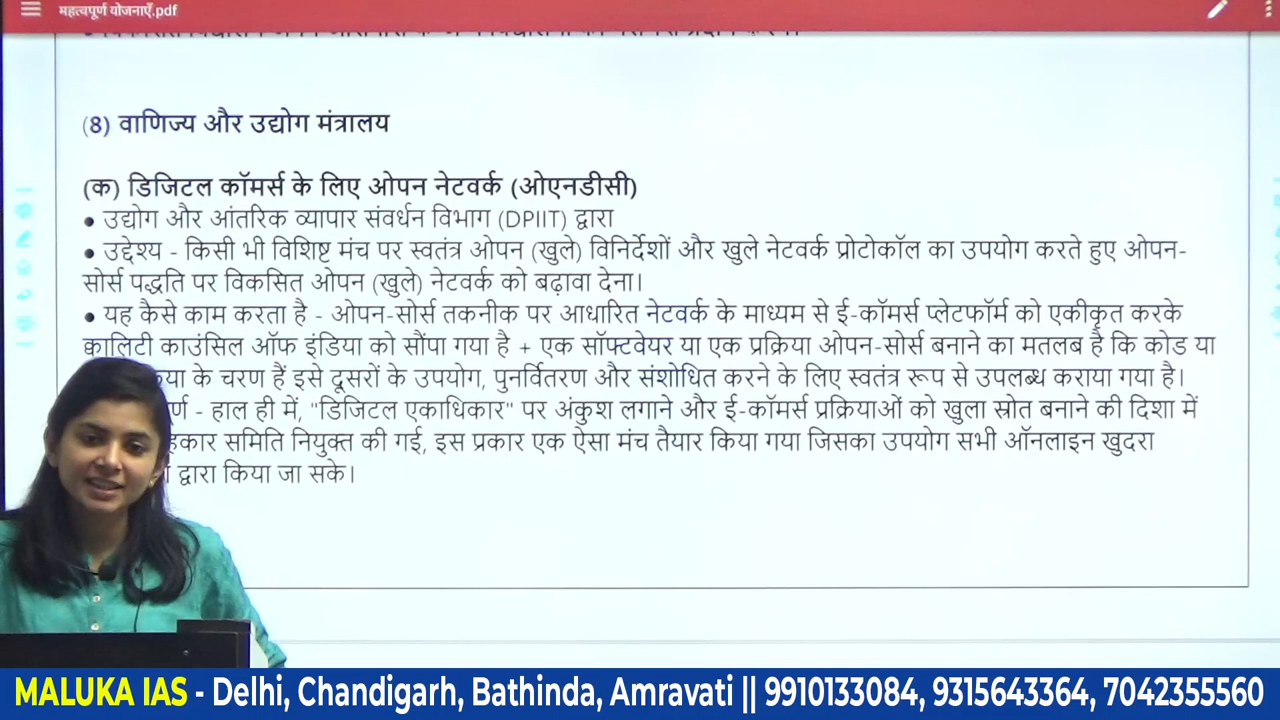 महत्वपूर्ण योजनाएँ.pdf
(8) वाणिज्य और उद्योग मंत्रालय
(क) डिजिटल कॉमर्स के लिए ओपन नेटवर्क (ओएनडीसी)
• उद्योग और आंतरिक व्यापार संवर्धन विभाग (DPIIT) द्वारा
• उद्देश्य - किसी भी विशिष्ट मंच पर स्वतंत्र ओपन (खुले) विनिर्देशों और खुले नेटवर्क प्रोटोकॉल का उपयोग करते हुए ओपन-
सोर्स पद्धति पर विकसित ओपन (खुले) नेटवर्क को बढ़ावा देना।
• यह कैसे काम करता है - ओपन-सोर्स तकनीक पर आधारित नेटवर्क के माध्यम से ई-कॉमर्स प्लेटफॉर्म को एकीकृत करके
क्वालिटी काउंसिल ऑफ इंडिया को सौंपा गया है + एक सॉफ्टवेयर या एक प्रक्रिया ओपन-सोर्स बनाने का मतलब है कि कोड या
के चरण हैं इसे दूसरों के उपयोग, पुनर्वितरण और संशोधित करने के लिए स्वतंत्र रूप से उपलब्ध कराया गया है।
- हाल ही में, "डिजिटल एकाधिकार" पर अंकुश लगाने और ई-कॉमर्स प्रक्रियाओं को खुला स्रोत बनाने की दिशा में
समिति नियुक्त की गई, इस प्रकार एक ऐसा मंच तैयार किया गया जिसका उपयोग सभी ऑनलाइन खुदरा
द्वारा किया जा सके।
MALUKA IAS - Delhi, Chandigarh, Bathinda, Amravati || 9910133084, 9315643364, 7042355560